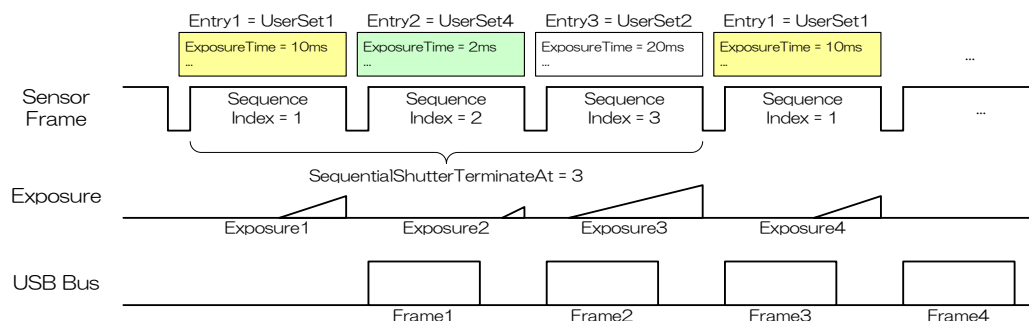 Entry1 = UserSet1 Entry2 = UserSet4 Entry3 = UserSet2 Entry1 = UserSet1
ExposureTime = 10ms ExposureTime = 2ms ExposureTime = 20ms ExposureTime = 10ms
... ... ... ... ...
Sensor Frame
Sequence Index = 1
Sequence Index = 2
Sequence Index = 3
Sequence Index = 1
...
SequentialShutterTerminateAt = 3
Exposure
Exposure1 Exposure2 Exposure3 Exposure4
USB Bus
Frame1 Frame2 Frame3 Frame4